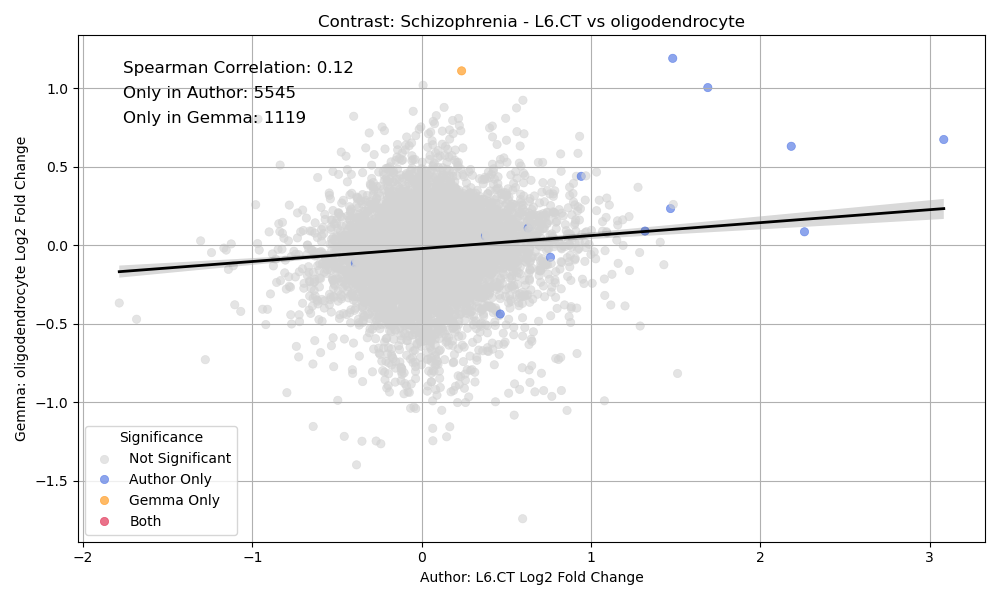 Contrast: Schizophrenia - L6.CT vs oligodendrocyte
Spearman Correlation: 0.12
Only in Author: 5545
Only in Gemma: 1119
Gemma: oligodendrocyte Log2 Fold Change
1.0
0.5
0.0
−0.5
−1.0
−1.5
Significance
Not Significant
Author Only
Gemma Only
Both
−2
−1
0
1
2
3
Author: L6.CT Log2 Fold Change